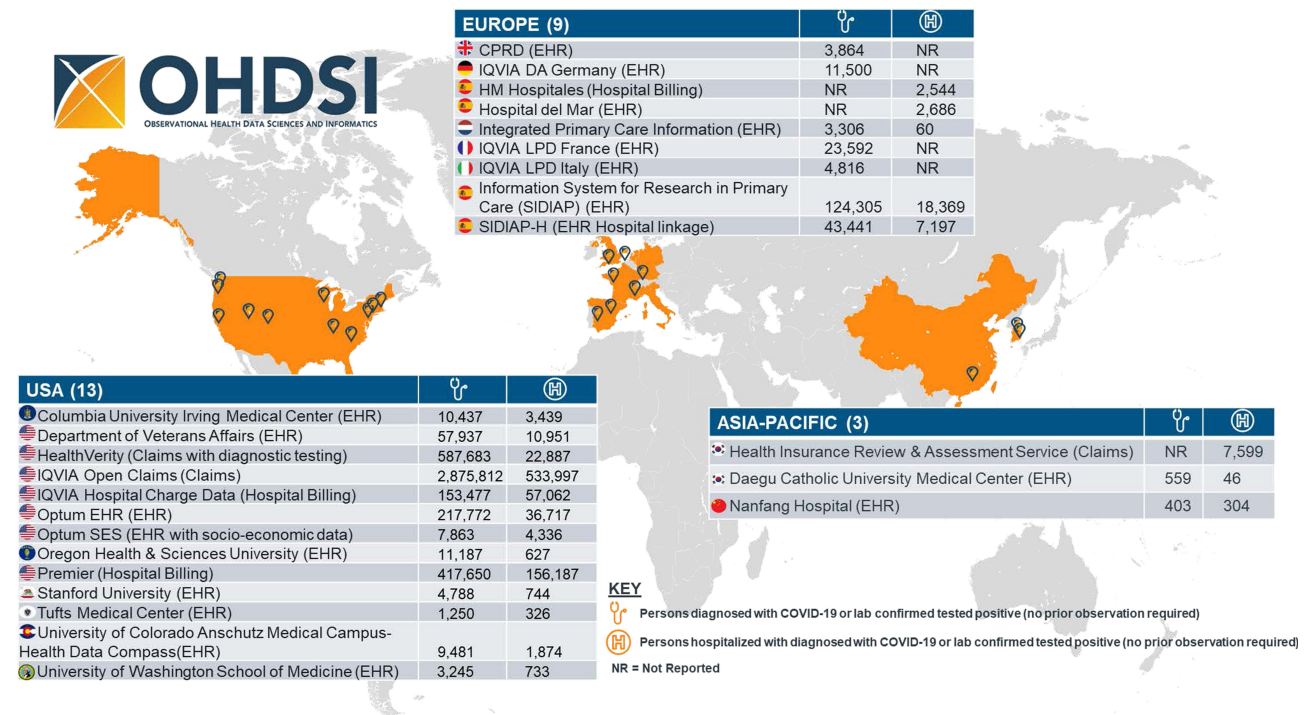 EUROPE (9)
CPRD (EHR) 3,864 NR
IQVIA DA Germany (EHR) 11,500 NR
HM Hospitales (Hospital Billing) NR 2,544
Hospital del Mar (EHR) NR 2,686
Integrated Primary Care Information (EHR) 3,306 60
IQVIA LPD France (EHR) 23,592 NR
IQVIA LPD Italy (EHR) 4,816 NR
Information System for Research in Primary
Care (SIDIAP) (EHR) 124,305 18,369
SIDIAP-H (EHR Hospital linkage) 43,441 7,197
OHDSI
OBSERVATIONAL HEALTH DATA SCIENCES AND INFORMATICS
USA (13)
Columbia University Irving Medical Center (EHR) 10,437 3,439
Department of Veterans Affairs (EHR) 57,937 10,951
HealthVerity (Claims with diagnostic testing) 587,683 22,887
IQVIA Open Claims (Claims) 2,875,812 533,997
IQVIA Hospital Charge Data (Hospital Billing) 153,477 57,062
Optum EHR (EHR) 217,772 36,717
Optum SES (EHR with socio-economic data) 7,863 4,336
Oregon Health & Sciences University (EHR) 11,187 627
Premier (Hospital Billing) 417,650 156,187
Stanford University (EHR) 4,788 744
Tufts Medical Center (EHR) 1,250 326
University of Colorado Anschutz Medical Campus-
Health Data Compass(EHR) 9,481 1,874
University of Washington School of Medicine (EHR) 3,245 733
ASIA-PACIFIC (3)
Health Insurance Review & Assessment Service (Claims) NR 7,599
Daegu Catholic University Medical Center (EHR) 559 46
Nanfang Hospital (EHR) 403 304
KEY
Persons diagnosed with COVID-19 or lab confirmed tested positive (no prior observation required)
H Persons hospitalized with diagnosed with COVID-19 or lab confirmed tested positive (no prior observation required)
NR = Not Reported